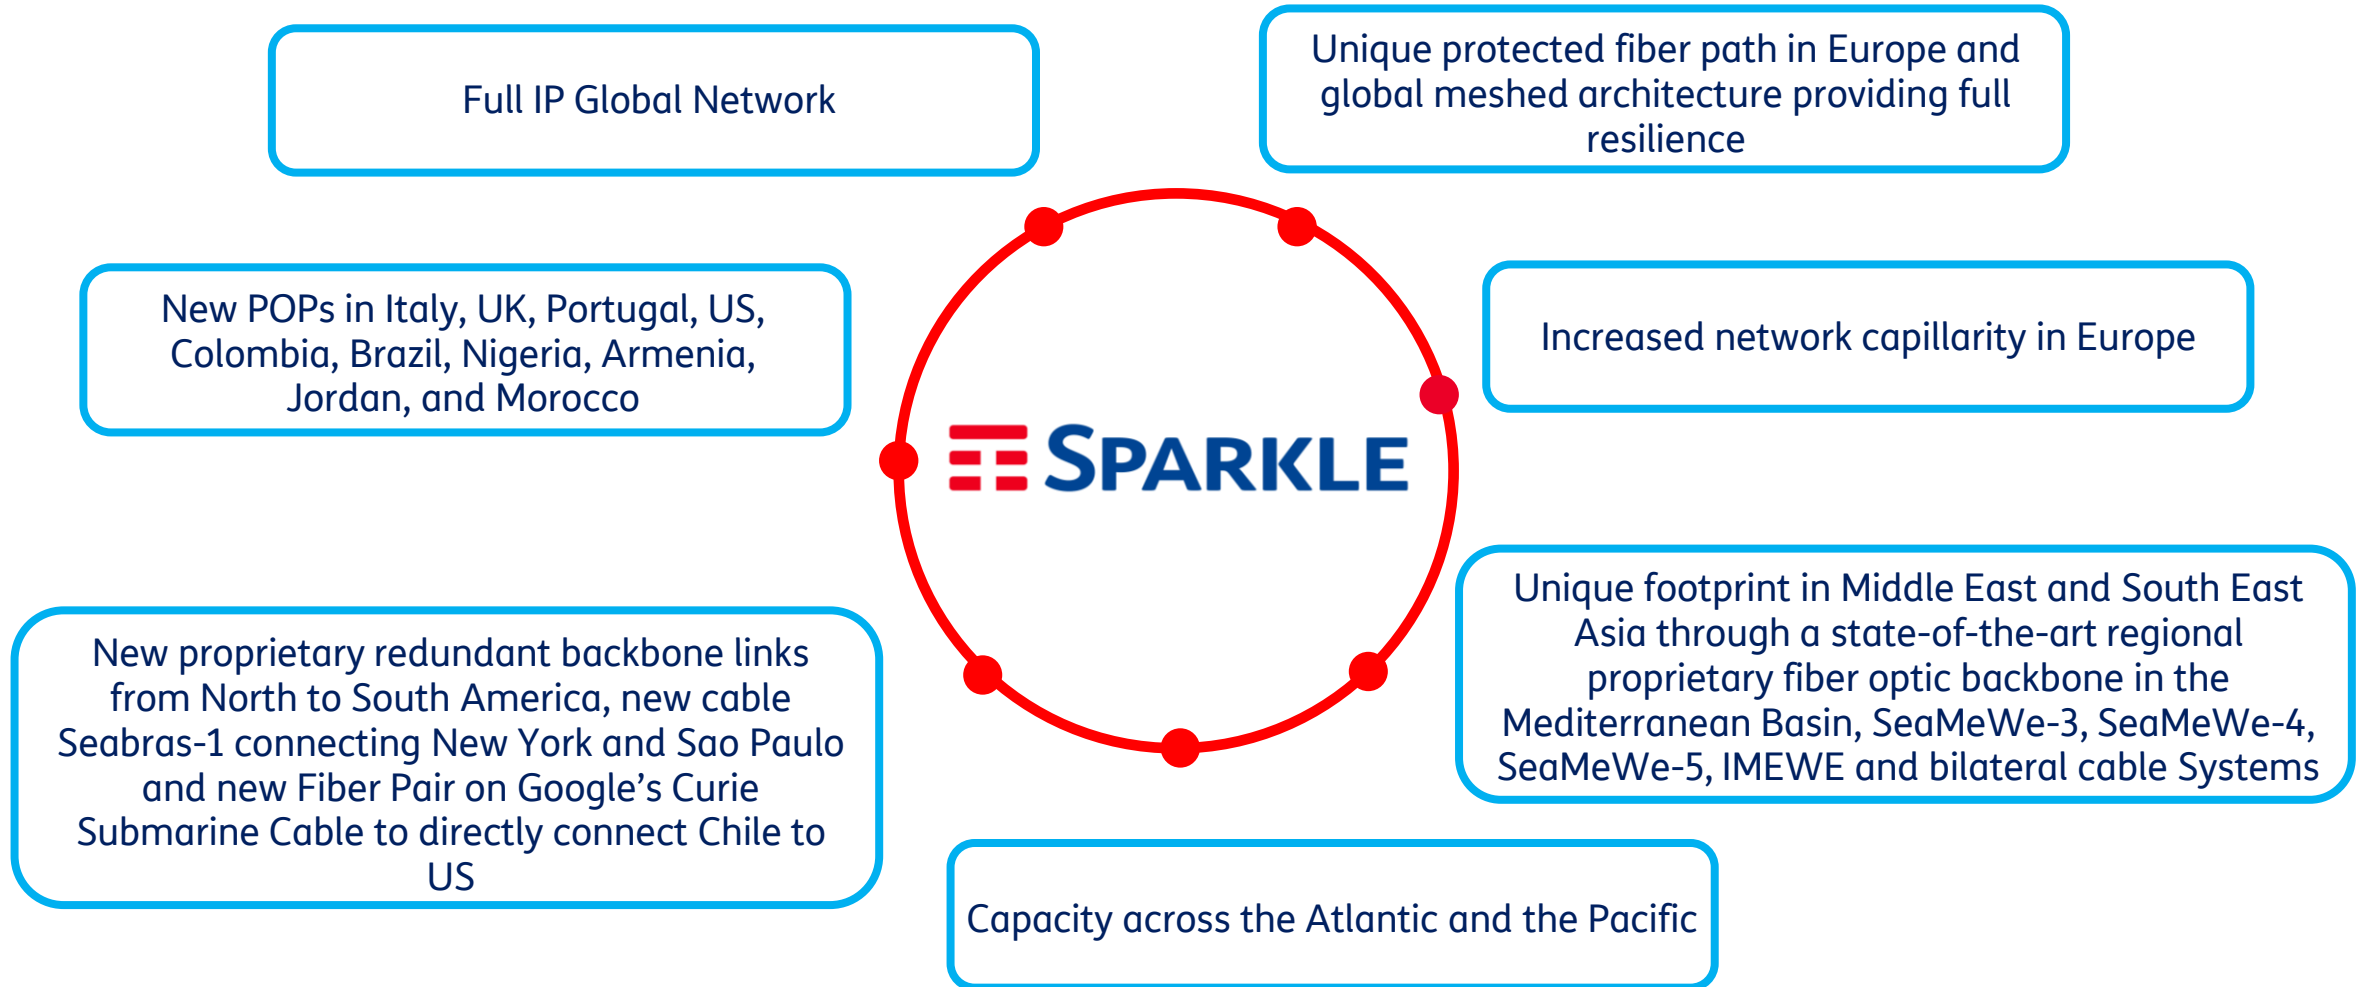 Full IP Global Network
Unique protected fiber path in Europe and
global meshed architecture providing full
resilience
New POPs in Italy, UK, Portugal, US,
Colombia, Brazil, Nigeria, Armenia,
Jordan, and Morocco
Increased network capillarity in Europe
SPARKLE
New proprietary redundant backbone links
from North to South America, new cable
Seabras-1 connecting New York and Sao Paulo
and new Fiber Pair on Google’s Curie
Submarine Cable to directly connect Chile to
US
Unique footprint in Middle East and South East
Asia through a state-of-the-art regional
proprietary fiber optic backbone in the
Mediterranean Basin, SeaMeWe-3, SeaMeWe-4,
SeaMeWe-5, IMEWE and bilateral cable Systems
Capacity across the Atlantic and the Pacific